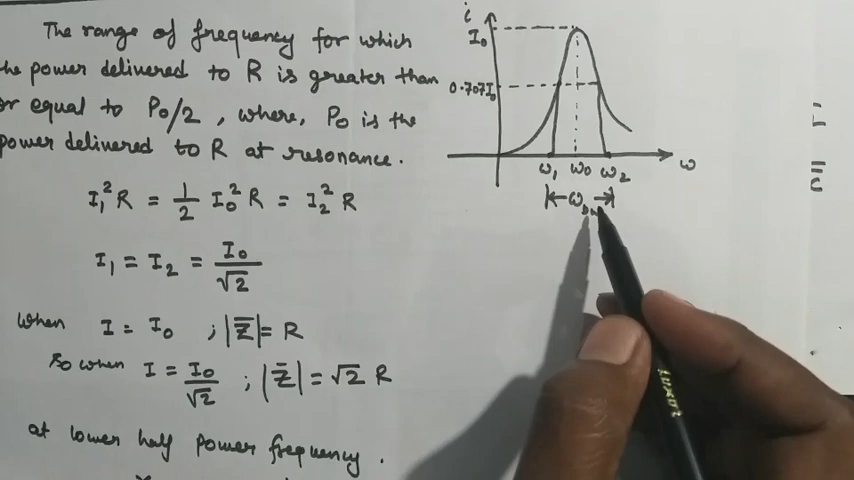 The range of frequency for which
the power delivered to R is greater than
or equal to P0/2, where, P0 is the
power delivered to R at resonance.
I₁²R = 1/2 I₀²R = I₂²R
I₁ = I₂ = I₀/√2
when I = I₀ ; |Z̅| = R
so when I = I₀/√2 ; |Z̅| = √2 R
at lower half power frequency.
i
I₀
0.707I₀
ω₁ ω₀ ω₂ ω